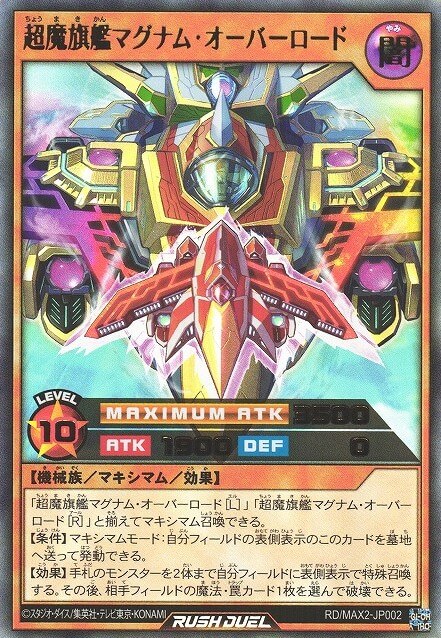 超魔旗艦マグナム・オーバーロード
闇
LEVEL
10
MAXIMUM ATK 3500
ATK 1900 DEF 0
【機械族／マキシマム／効果】
「超魔旗艦マグナム・オーバーロード［L］」「超魔旗艦マグナム・オーバー
ロード［R］」と揃えてマキシマム召喚できる。
【条件】マキシマムモード：自分フィールドの表側表示のこのカードを墓地
へ送って発動できる。
【効果】手札のモンスターを2体まで自分フィールドに表側表示で特殊召喚
する。その後、相手フィールドの魔法・罠カード1枚を選んで破壊できる。
©スタジオ・ダイス/集英社・テレビ東京・KONAMI
RUSH DUEL
RD/MAX2-JP002